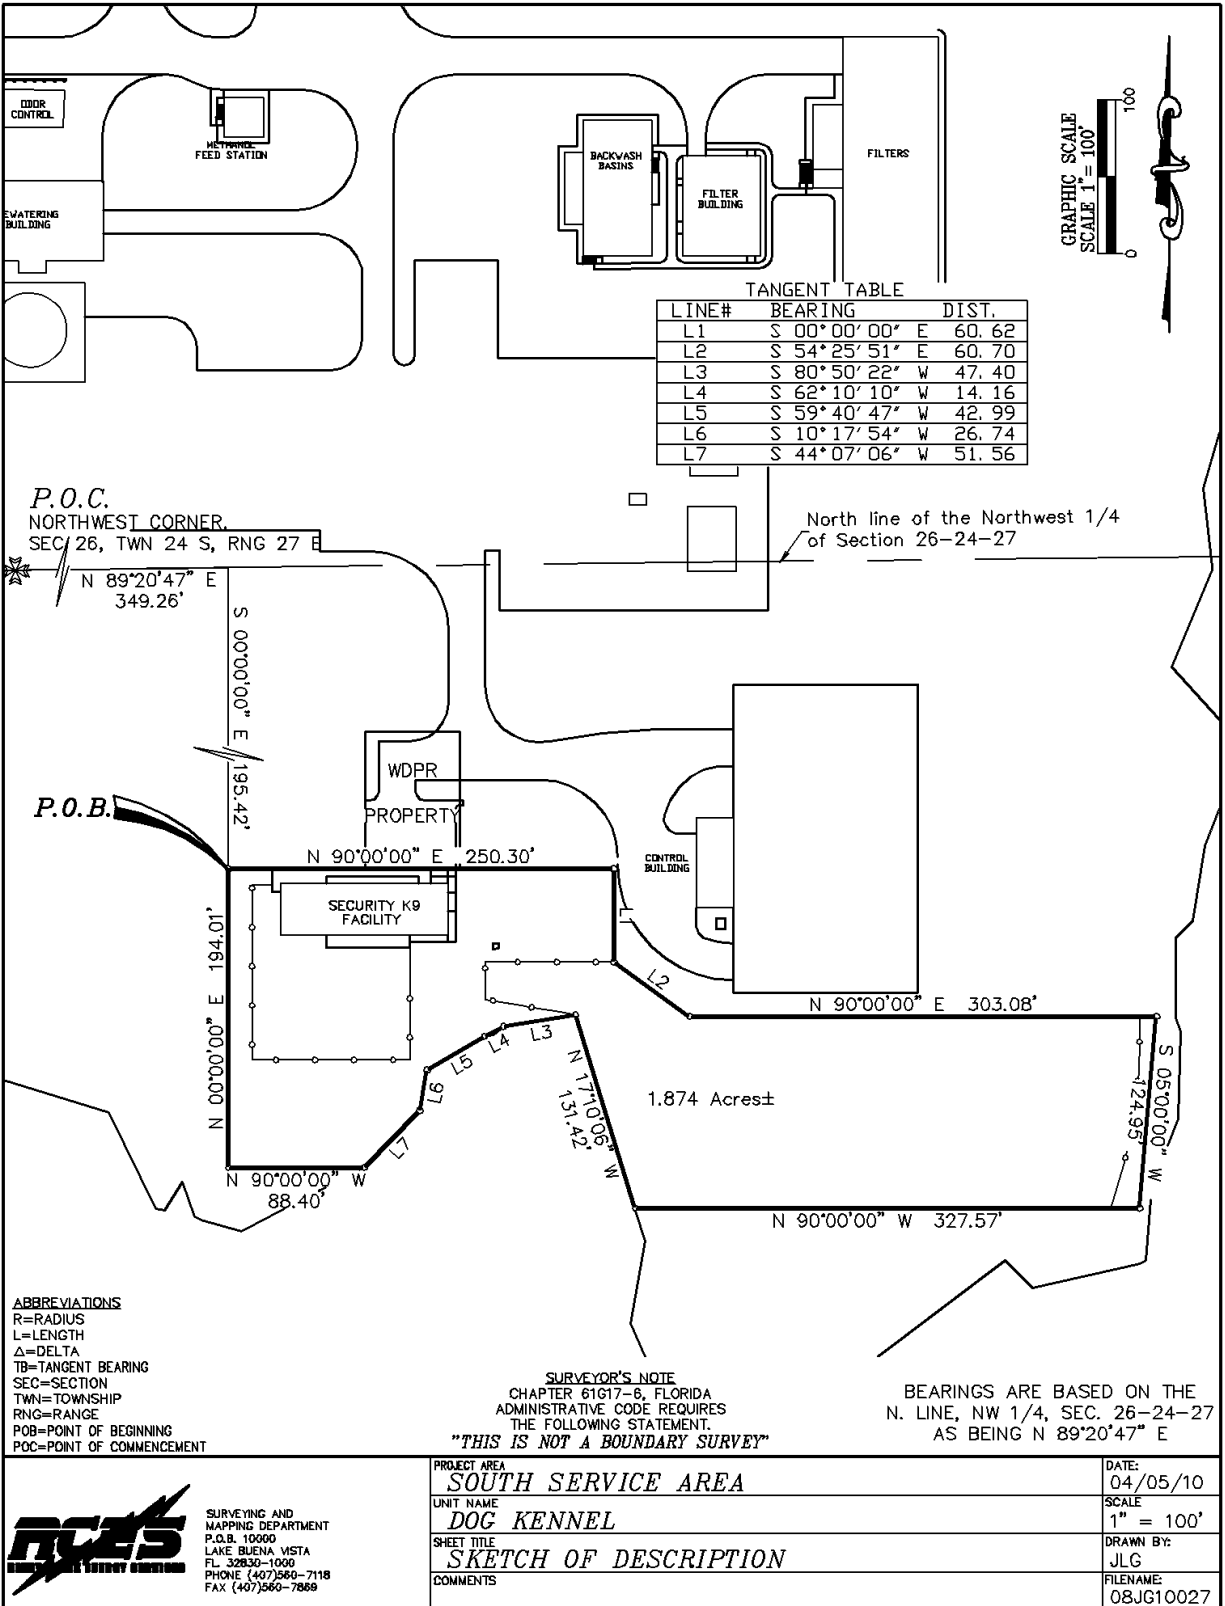 ODOR
CONTROL
METHANOL
FEED STATION
EWATERING
BUILDING
BACKWASH
BASINS
FILTER
BUILDING
FILTERS
GRAPHIC SCALE
SCALE 1"= 100'
0
100
TANGENT TABLE
LINE# BEARING DIST.
L1 S 00°00'00" E 60.62
L2 S 54°25'51" E 60.70
L3 S 80°50'22" W 47.40
L4 S 62°10'10" W 14.16
L5 S 59°40'47" W 42.99
L6 S 10°17'54" W 26.74
L7 S 44°07'06" W 51.56
P.O.C.
NORTHWEST CORNER,
SEC 26, TWN 24 S, RNG 27 E
N 89°20'47" E
349.26'
North line of the Northwest 1/4
of Section 26-24-27
S 00°00'00" E 195.42'
WDPR
PROPERTY
P.O.B.
N 90°00'00" E 250.30'
CONTROL
BUILDING
SECURITY K9
FACILITY
N 00°00'00" E 194.01'
L2
N 90°00'00" E 303.08'
L3
L4
L5
L6
L7
N 17°10'06" W
131.42'
1.874 Acres±
S 05°00'00" W
124.95'
N 90°00'00" W
88.40'
N 90°00'00" W 327.57'
ABBREVIATIONS
R=RADIUS
L=LENGTH
Δ=DELTA
TB=TANGENT BEARING
SEC=SECTION
TWN=TOWNSHIP
RNG=RANGE
POB=POINT OF BEGINNING
POC=POINT OF COMMENCEMENT
SURVEYOR'S NOTE
CHAPTER 61G17-6, FLORIDA
ADMINISTRATIVE CODE REQUIRES
THE FOLLOWING STATEMENT.
"THIS IS NOT A BOUNDARY SURVEY"
BEARINGS ARE BASED ON THE
N. LINE, NW 1/4, SEC. 26-24-27
AS BEING N 89°20'47" E
RCES
ENERGY SERVICES
SURVEYING AND
MAPPING DEPARTMENT
P.O.B. 10000
LAKE BUENA VISTA
FL 32830-1000
PHONE (407)560-7118
FAX (407)560-7869
PROJECT AREA
SOUTH SERVICE AREA
UNIT NAME
DOG KENNEL
SHEET TITLE
SKETCH OF DESCRIPTION
COMMENTS
DATE:
04/05/10
SCALE
1" = 100'
DRAWN BY:
JLG
FILENAME:
08JG10027